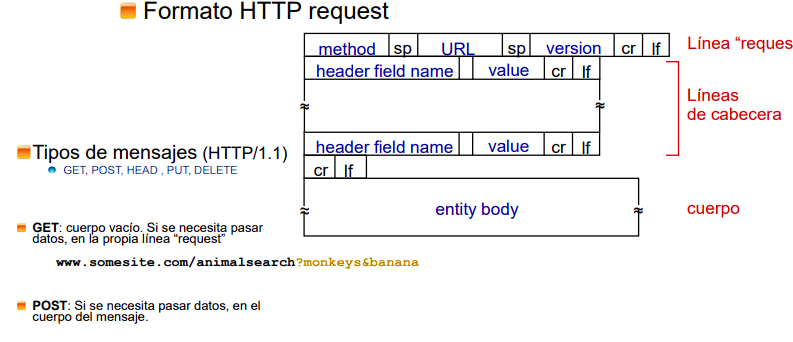 Formato HTTP request
method sp URL sp version cr lf
Línea “reques
header field name value cr lf
Líneas
de cabecera
header field name value cr lf
cr lf
entity body
cuerpo
Tipos de mensajes (HTTP/1.1)
GET, POST, HEAD , PUT, DELETE
GET: cuerpo vacío. Si se necesita pasar
datos, en la propia línea “request”
www.somesite.com/animalsearch?monkeys&banana
POST: Si se necesita pasar datos, en el
cuerpo del mensaje.